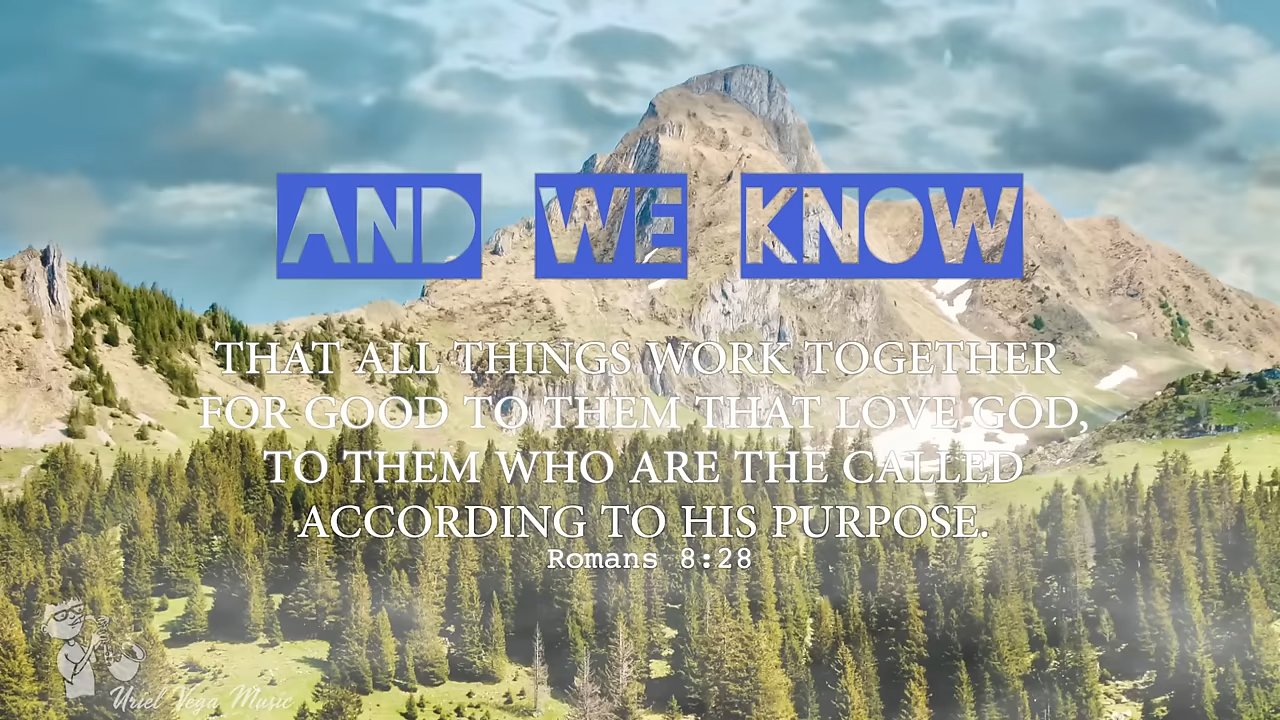 AND WE KNOW
THAT ALL THINGS WORK TOGETHER
FOR GOOD TO THEM THAT LOVE GOD,
TO THEM WHO ARE THE CALLED
ACCORDING TO HIS PURPOSE.
Romans 8:28
Uriel Vega Music